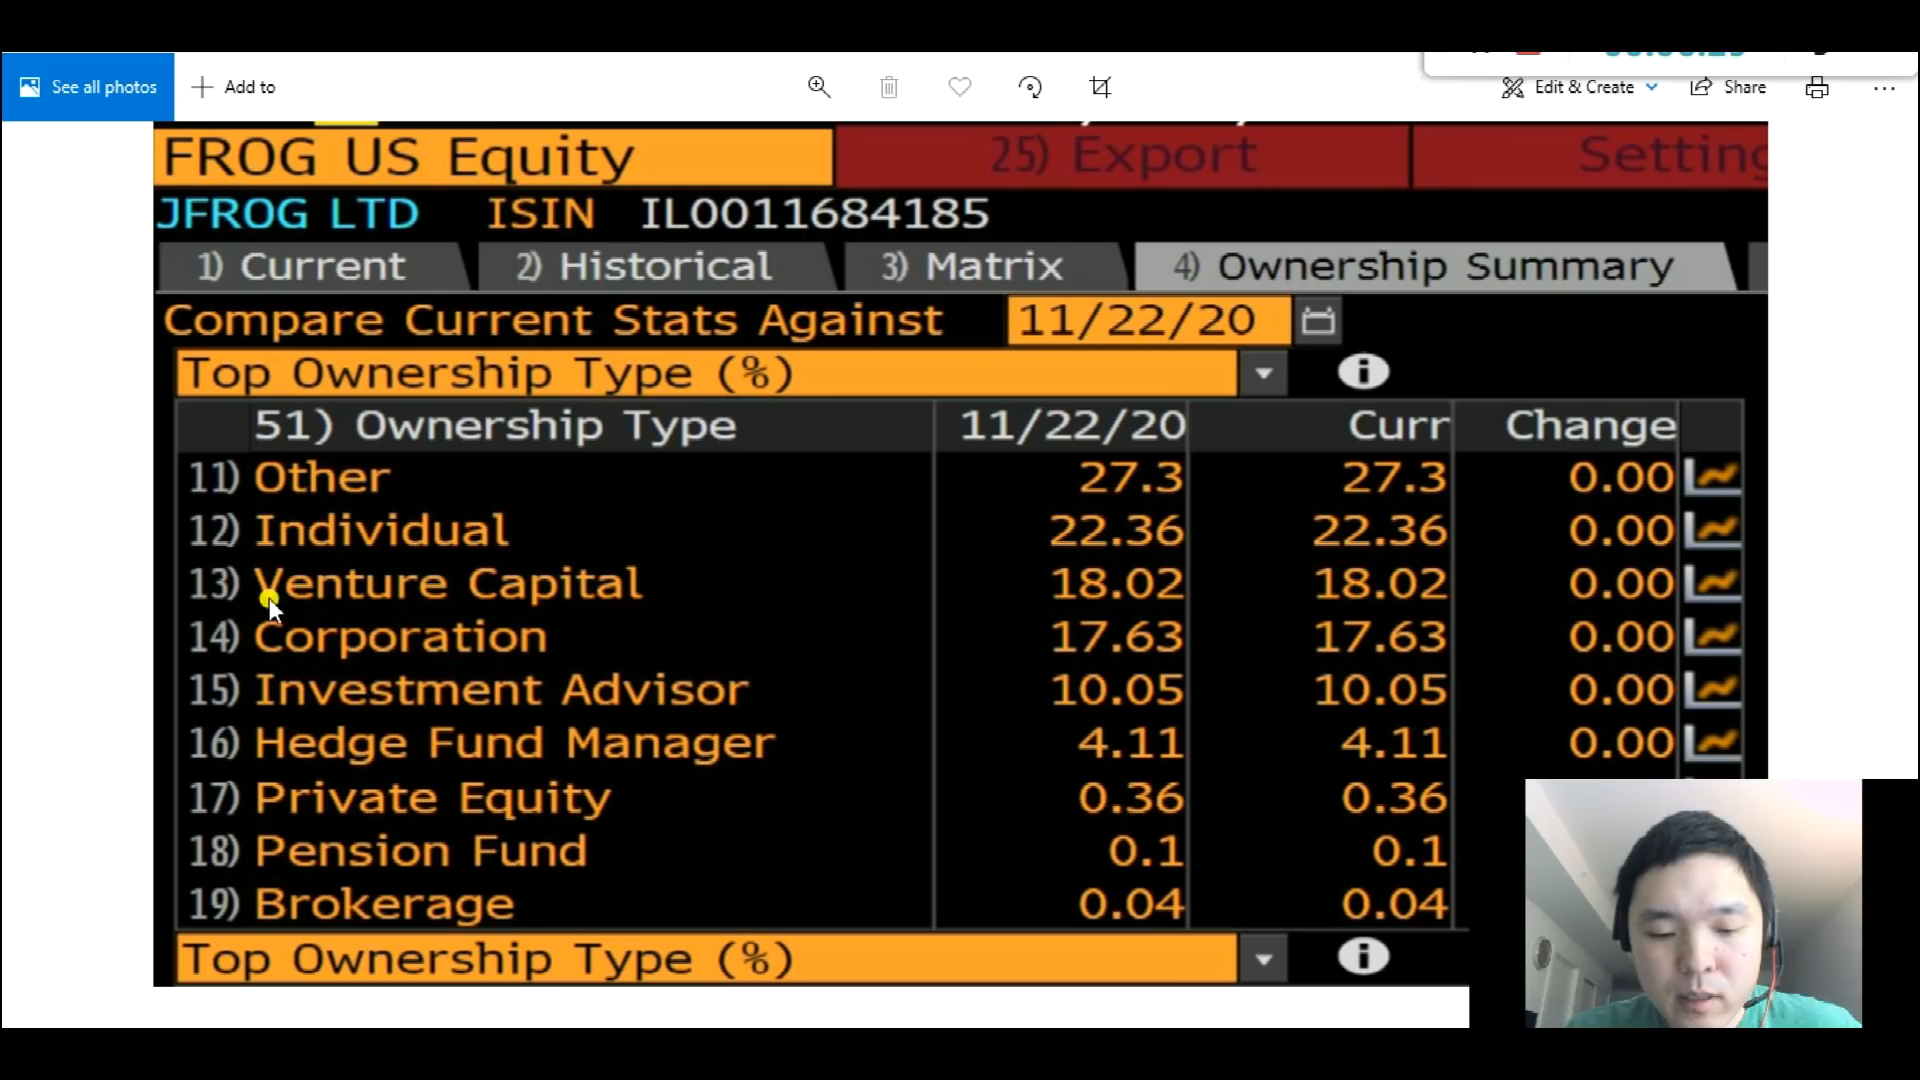 See all photos
Add to
Edit & Create
Share
FROG US Equity
25) Export
Setting
JFROG LTD ISIN IL0011684185
1) Current 2) Historical 3) Matrix 4) Ownership Summary
Compare Current Stats Against 11/22/20
Top Ownership Type (%)
51) Ownership Type 11/22/20 Curr Change
11) Other 27.3 27.3 0.00
12) Individual 22.36 22.36 0.00
13) Venture Capital 18.02 18.02 0.00
14) Corporation 17.63 17.63 0.00
15) Investment Advisor 10.05 10.05 0.00
16) Hedge Fund Manager 4.11 4.11 0.00
17) Private Equity 0.36 0.36
18) Pension Fund 0.1 0.1
19) Brokerage 0.04 0.04
Top Ownership Type (%)